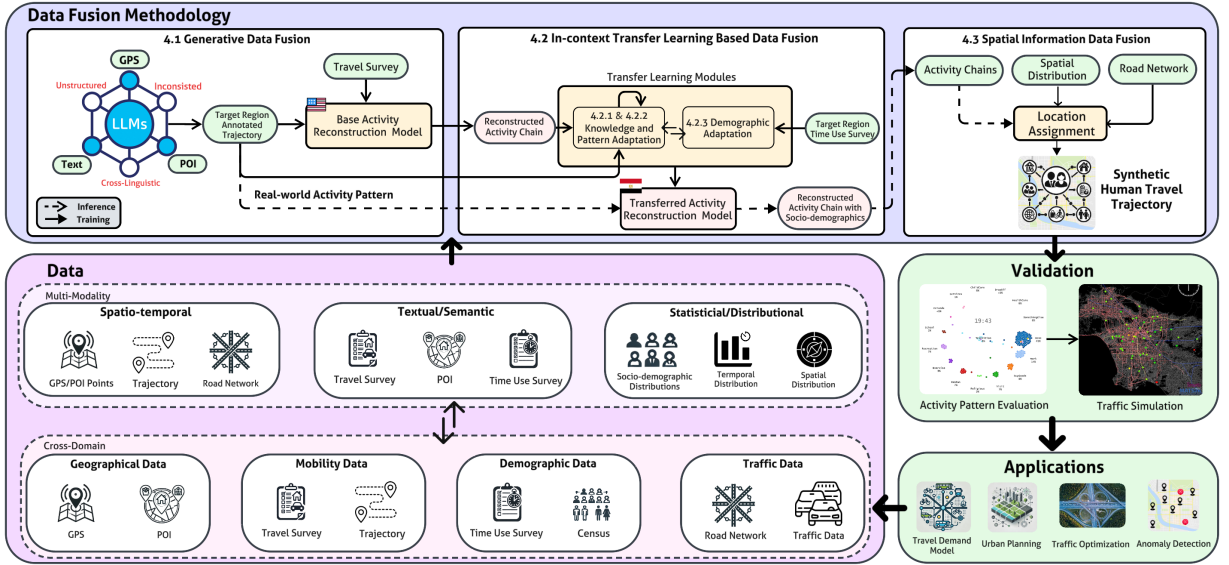 Data Fusion Methodology
4.1 Generative Data Fusion
GPS
Unstructured
Inconsisted
LLMs
Text
POI
Cross-Linguistic
Target Region
Annotated
Trajectory
Travel Survey
Base Activity
Reconstruction Model
Real-world Activity Pattern
Inference
Training
4.2 In-context Transfer Learning Based Data Fusion
Transfer Learning Modules
Reconstructed
Activity Chain
4.2.1 & 4.2.2
Knowledge and
Pattern Adaptation
4.2.3 Demographic
Adaptation
Target Region
Time Use Survey
Transferred Activity
Reconstruction Model
Reconstructed
Activity Chain with
Socio-demographics
4.3 Spatial Information Data Fusion
Activity Chains
Spatial
Distribution
Road Network
Location
Assignment
Synthetic
Human Travel
Trajectory
Data
Multi-Modality
Spatio-temporal
GPS/POI Points
Trajectory
Road Network
Textual/Semantic
Travel Survey
POI
Time Use Survey
Statisticial/Distributional
Socio-demographic
Distributions
Temporal
Distribution
Spatial
Distribution
Cross-Domain
Geographical Data
GPS
POI
Mobility Data
Travel Survey
Trajectory
Demographic Data
Time Use Survey
Census
Traffic Data
Road Network
Traffic Data
Validation
19:43
Activity Pattern Evaluation
Traffic Simulation
Applications
Travel Demand
Model
Urban Planning
Traffic Optimization
Anomaly Detection